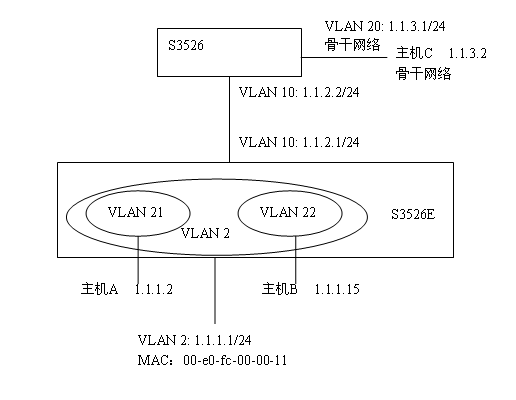 VLAN 20: 1.1.3.1/24
骨干网络
S3526
主机C 1.1.3.2
骨干网络
VLAN 10: 1.1.2.2/24
VLAN 10: 1.1.2.1/24
VLAN 21
VLAN 22
S3526E
VLAN 2
主机A 1.1.1.2
主机B 1.1.1.15
VLAN 2: 1.1.1.1/24
MAC：00-e0-fc-00-00-11